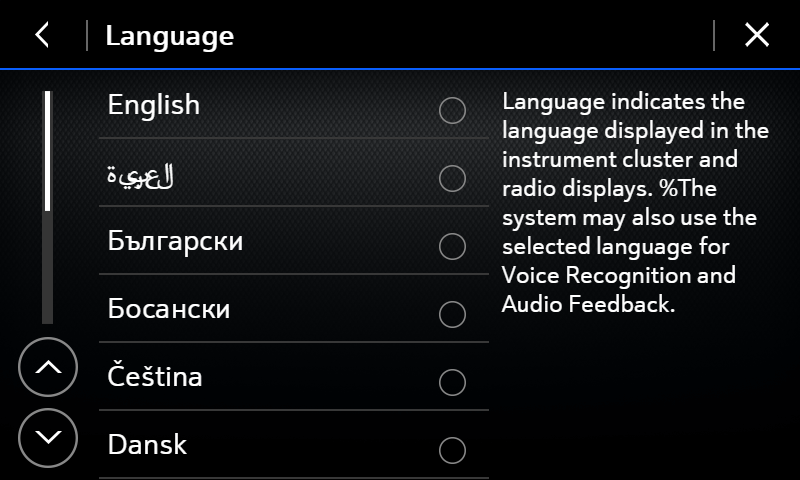 Language
English
العربية
Български
Босански
Čeština
Dansk
Language indicates the
language displayed in the
instrument cluster and
radio displays. %The
system may also use the
selected language for
Voice Recognition and
Audio Feedback.